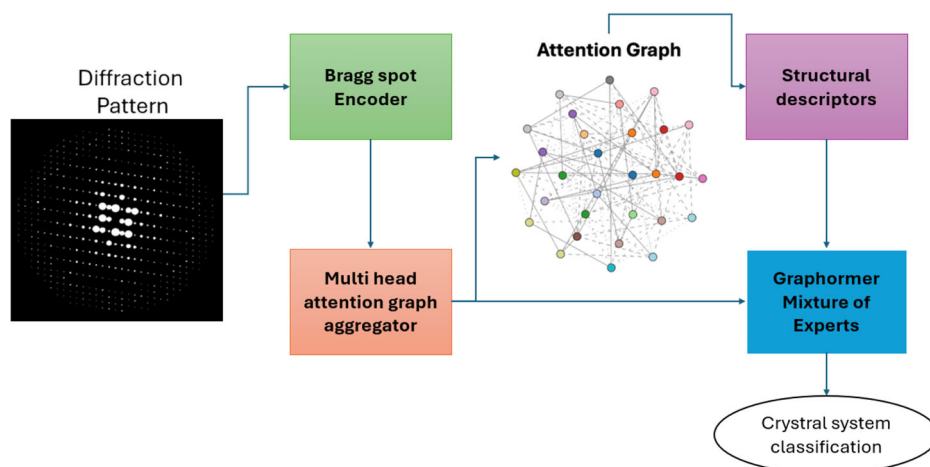 Diffraction
Pattern
Bragg spot
Encoder
Multi head
attention graph
aggregator
Attention Graph
Structural
descriptors
Graphormer
Mixture of
Experts
Crystral system
classification